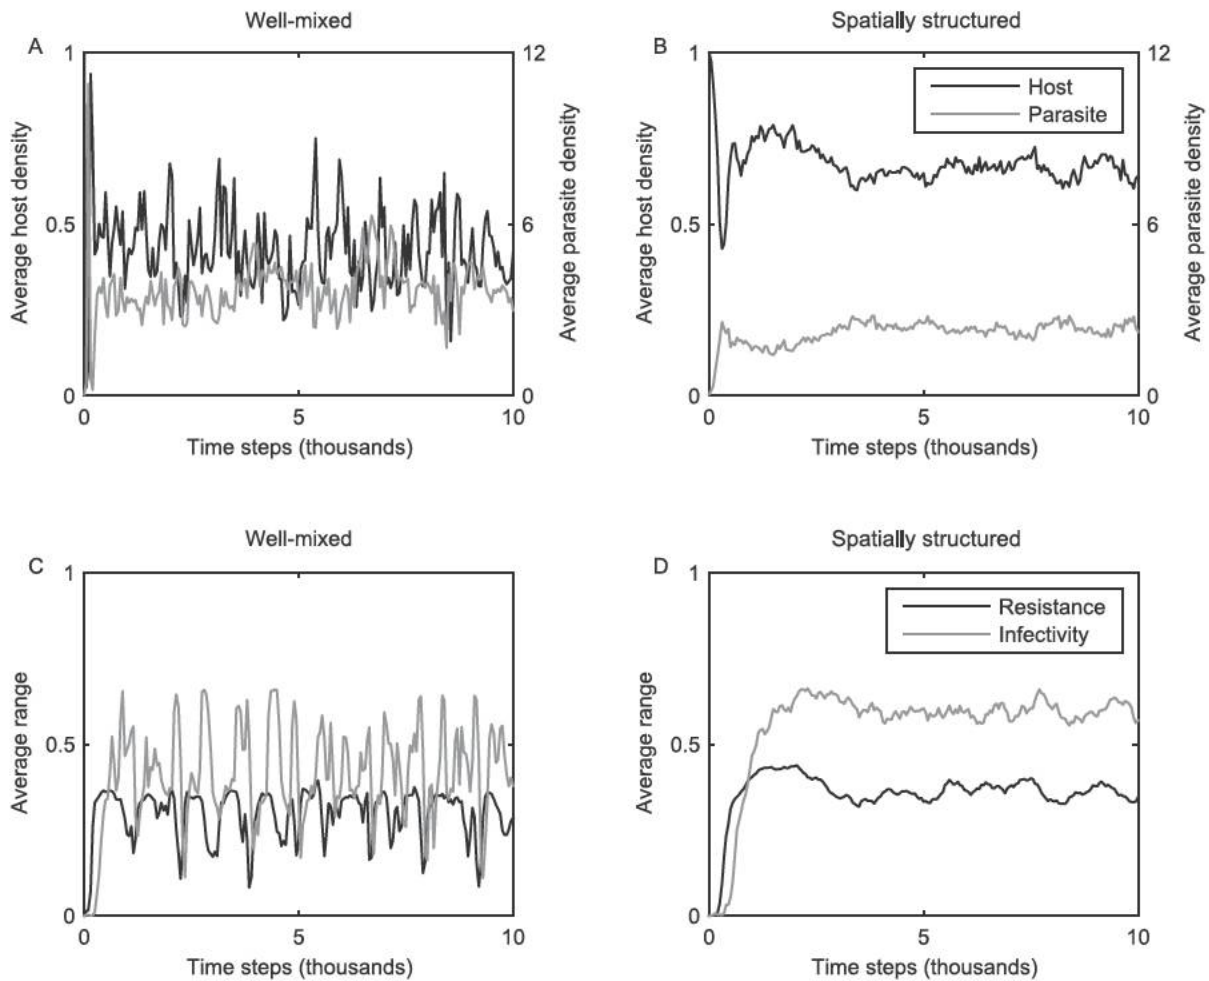 Well-mixed
A
1
0.5
0
12
6
0
0
5
10
Average host density
Average parasite density
Time steps (thousands)
Spatially structured
B
1
0.5
0
12
6
0
0
5
10
Average host density
Average parasite density
Host
Parasite
Time steps (thousands)
Well-mixed
C
1
0.5
0
0
5
10
Average range
Time steps (thousands)
Spatially structured
D
1
0.5
0
0
5
10
Average range
Resistance
Infectivity
Time steps (thousands)